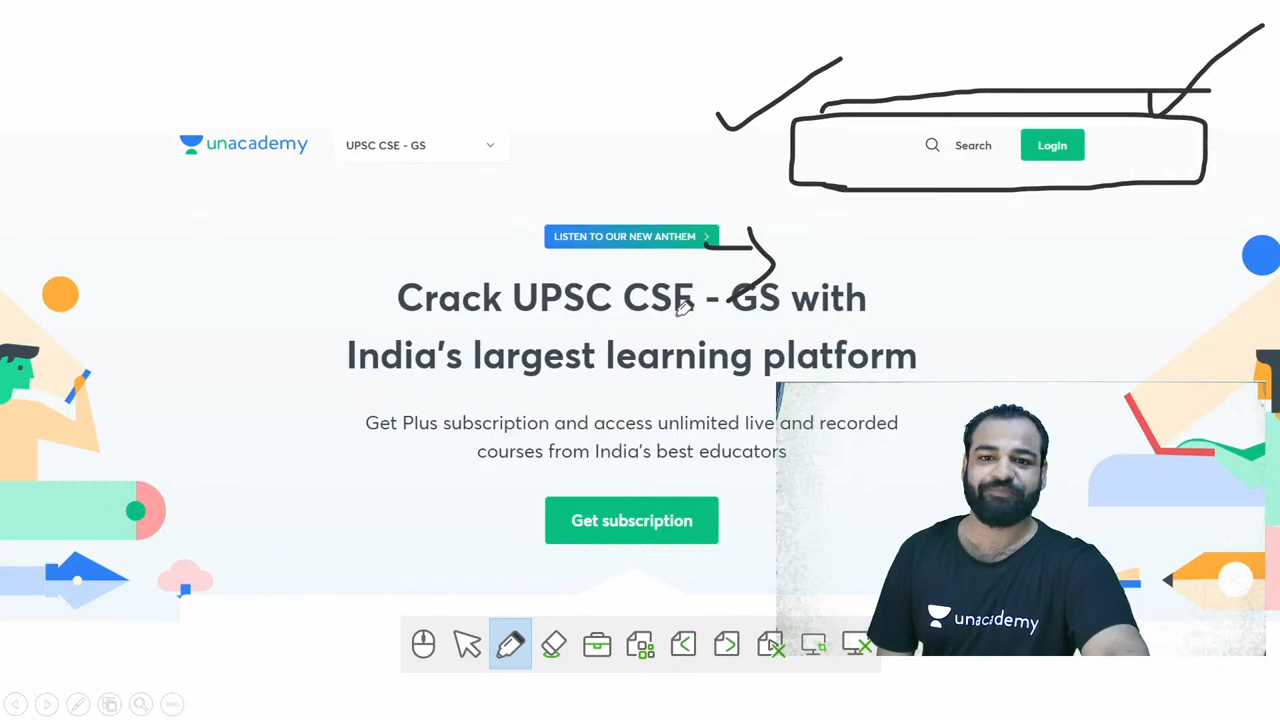 unacademy
UPSC CSE - GS
Search
Login
LISTEN TO OUR NEW ANTHEM
Crack UPSC CSE - GS with
India's largest learning platform
Get Plus subscription and access unlimited live and recorded
courses from India's best educators
Get subscription
unacademy